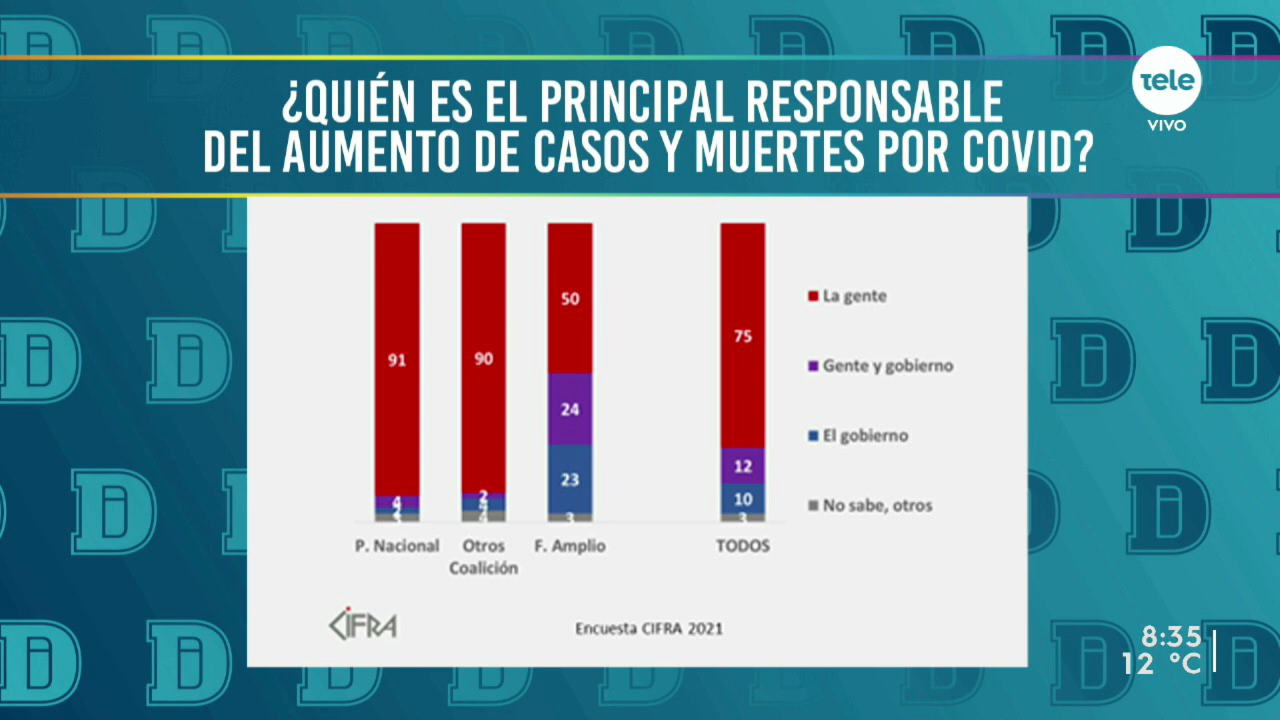 ¿QUIÉN ES EL PRINCIPAL RESPONSABLE
DEL AUMENTO DE CASOS Y MUERTES POR COVID?
tele
VIVO
91
4
3
90
2
4
50
24
23
3
75
12
10
3
La gente
Gente y gobierno
El gobierno
No sabe, otros
P. Nacional
Otros
Coalición
F. Amplio
TODOS
CIFRA
Encuesta CIFRA 2021
8:35
12 °C